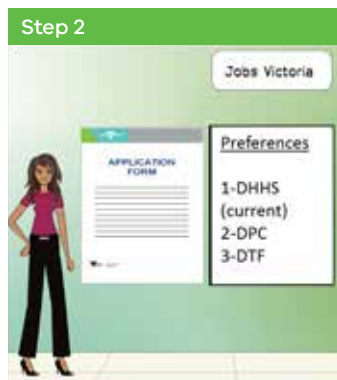 Step 2
Jobs Victoria
APPLICATION
FORM
Preferences
1-DHHS
(current)
2-DPC
3-DTF